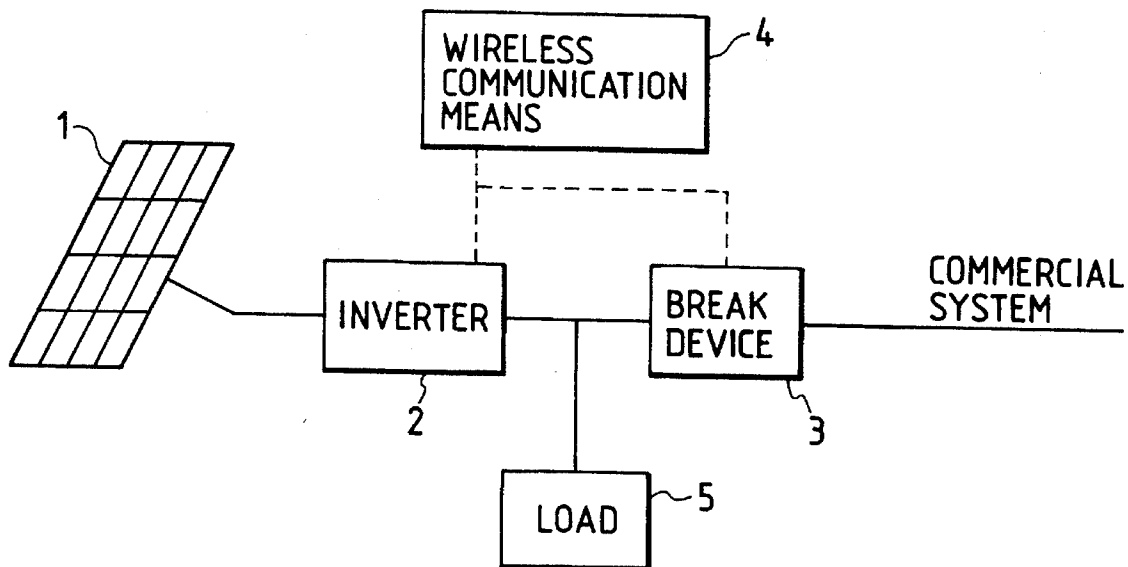 WIRELESS
COMMUNICATION
MEANS
4
1
INVERTER
2
BREAK
DEVICE
3
COMMERCIAL
SYSTEM
LOAD
5